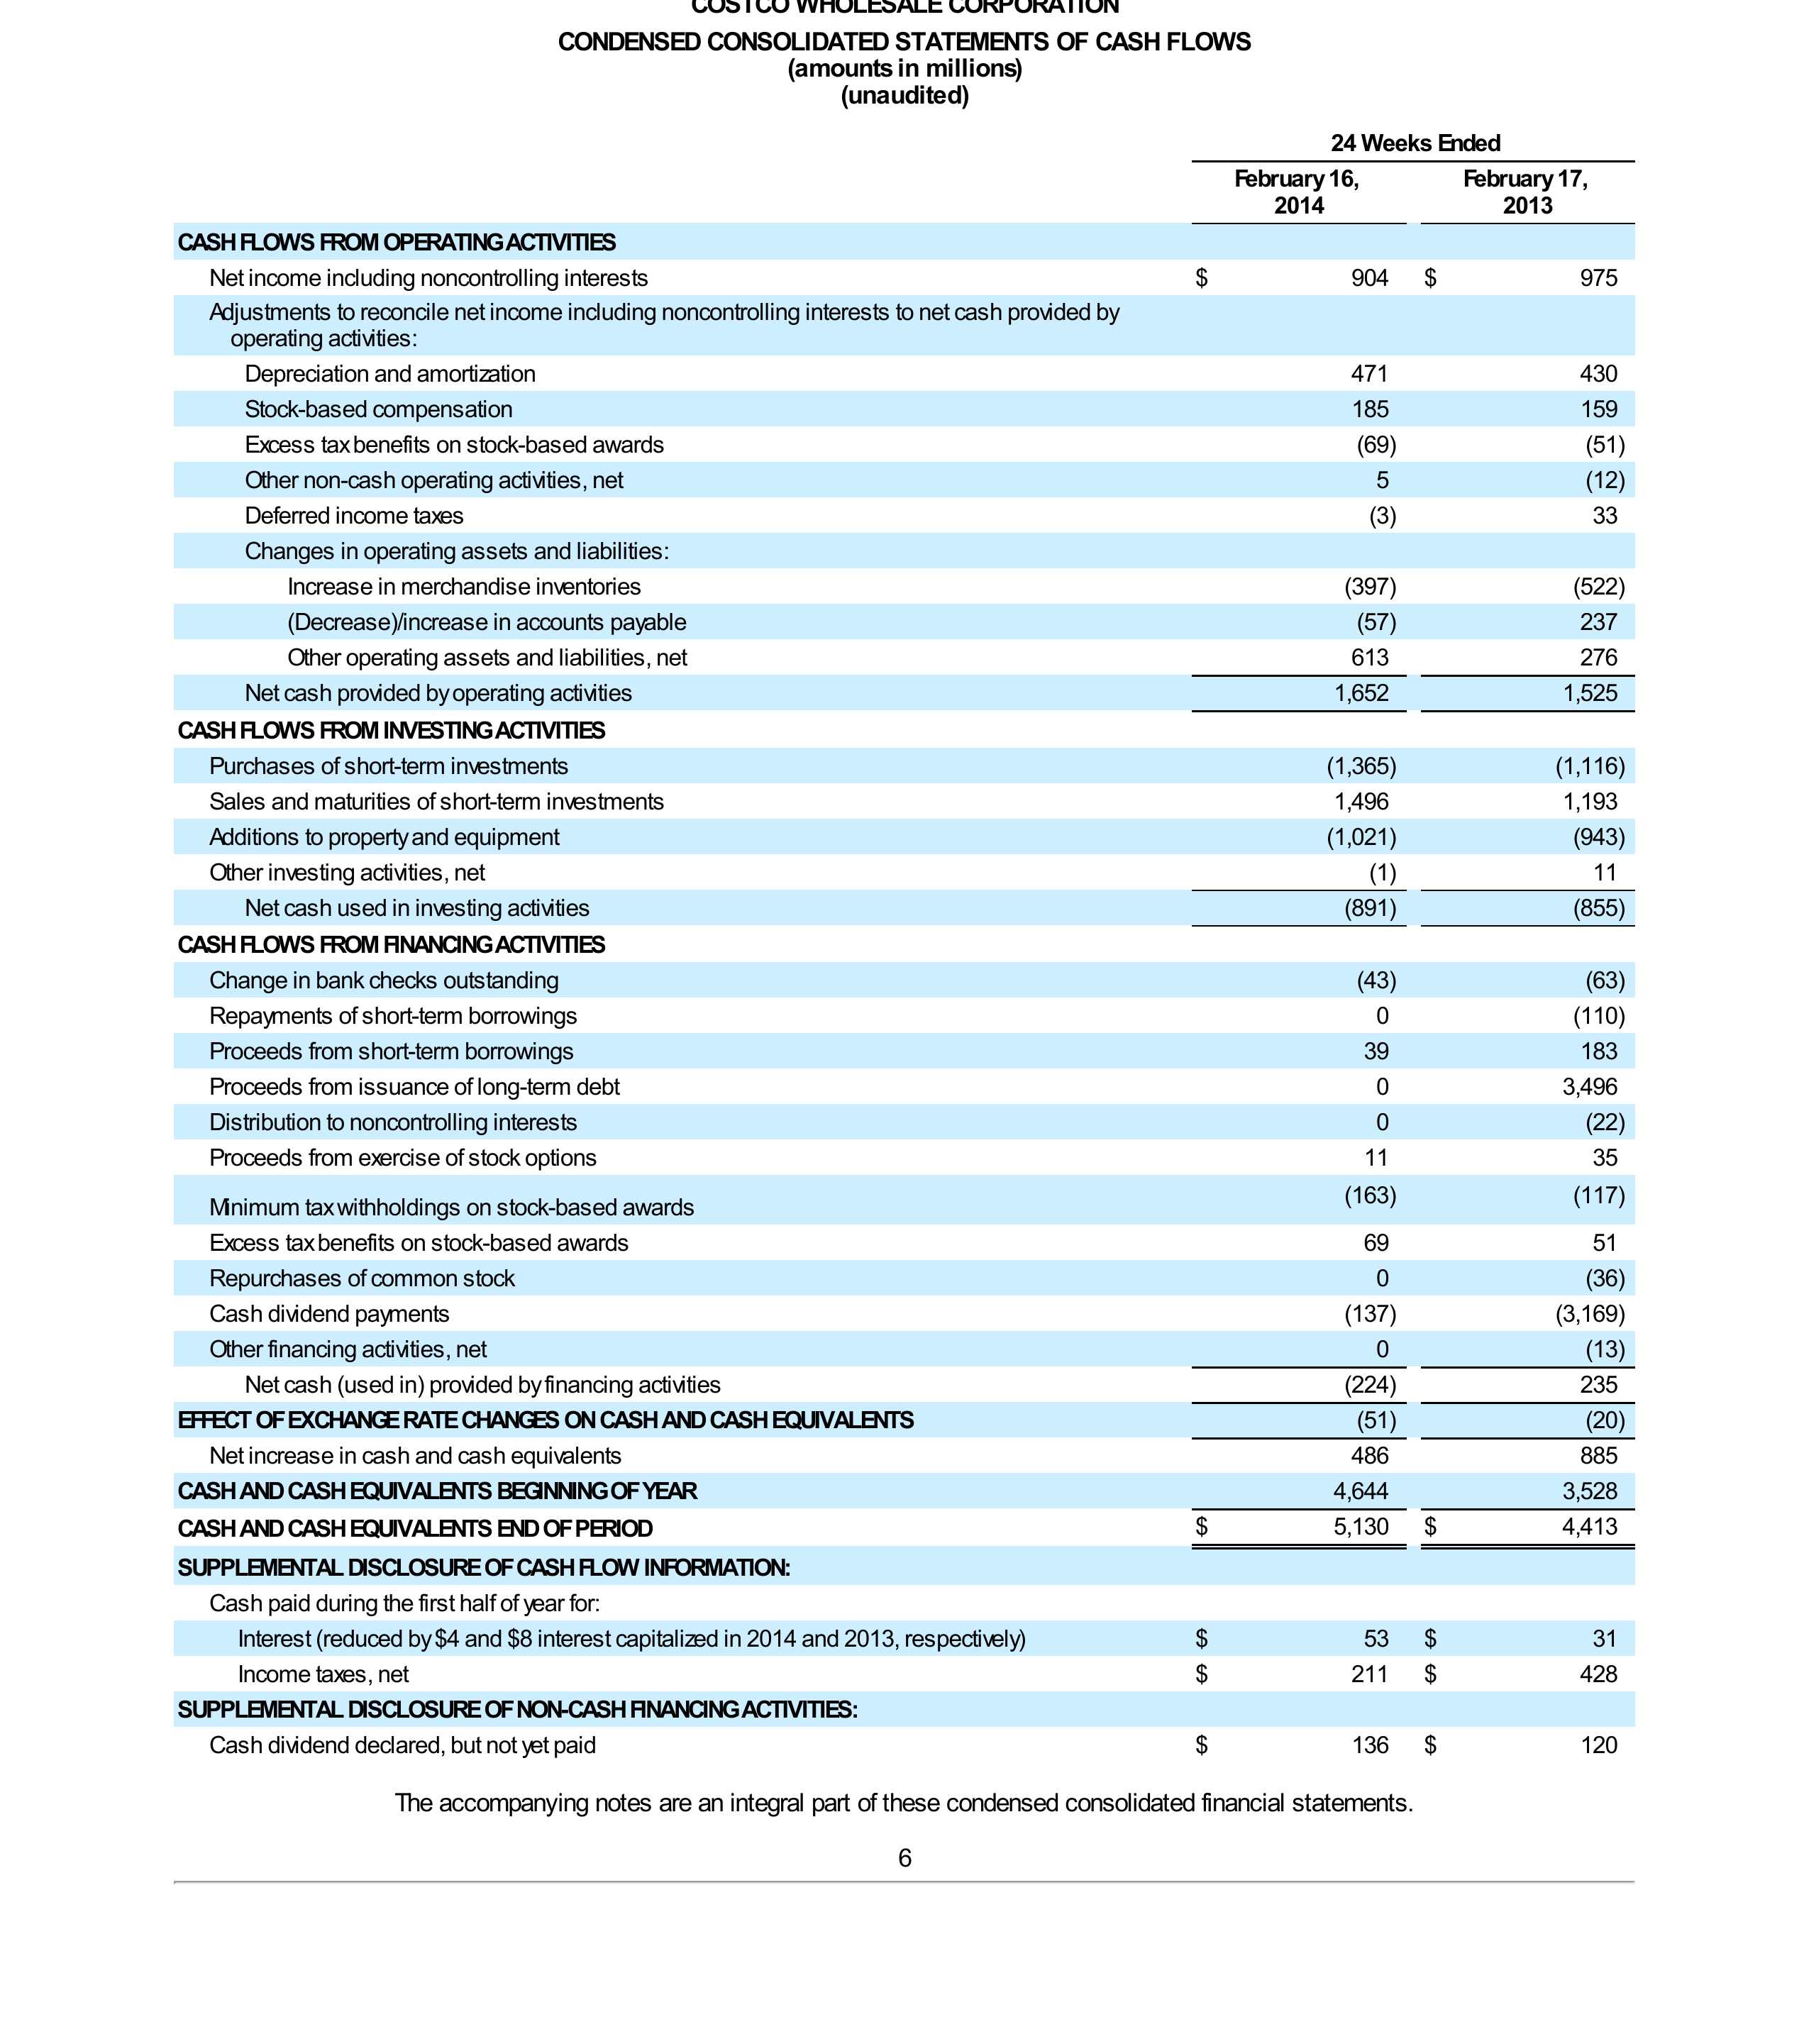 COSTCO WHOLESALE CORPORATION
CONDENSED CONSOLIDATED STATEMENTS OF CASH FLOWS
(amounts in millions)
(unaudited)
24 Weeks Ended
February 16, 2014 February 17, 2013
CASH FLOWS FROM OPERATING ACTIVITIES
Net income including noncontrolling interests $ 904 $ 975
Adjustments to reconcile net income including noncontrolling interests to net cash provided by
operating activities:
Depreciation and amortization 471 430
Stock-based compensation 185 159
Excess tax benefits on stock-based awards (69) (51)
Other non-cash operating activities, net 5 (12)
Deferred income taxes (3) 33
Changes in operating assets and liabilities:
Increase in merchandise inventories (397) (522)
(Decrease)/increase in accounts payable (57) 237
Other operating assets and liabilities, net 613 276
Net cash provided by operating activities 1,652 1,525
CASH FLOWS FROM INVESTING ACTIVITIES
Purchases of short-term investments (1,365) (1,116)
Sales and maturities of short-term investments 1,496 1,193
Additions to property and equipment (1,021) (943)
Other investing activities, net (1) 11
Net cash used in investing activities (891) (855)
CASH FLOWS FROM FINANCING ACTIVITIES
Change in bank checks outstanding (43) (63)
Repayments of short-term borrowings 0 (110)
Proceeds from short-term borrowings 39 183
Proceeds from issuance of long-term debt 0 3,496
Distribution to noncontrolling interests 0 (22)
Proceeds from exercise of stock options 11 35
Minimum tax withholdings on stock-based awards (163) (117)
Excess tax benefits on stock-based awards 69 51
Repurchases of common stock 0 (36)
Cash dividend payments (137) (3,169)
Other financing activities, net 0 (13)
Net cash (used in) provided by financing activities (224) 235
EFFECT OF EXCHANGE RATE CHANGES ON CASH AND CASH EQUIVALENTS (51) (20)
Net increase in cash and cash equivalents 486 885
CASH AND CASH EQUIVALENTS BEGINNING OF YEAR 4,644 3,528
CASH AND CASH EQUIVALENTS END OF PERIOD $ 5,130 $ 4,413
SUPPLEMENTAL DISCLOSURE OF CASH FLOW INFORMATION:
Cash paid during the first half of year for:
Interest (reduced by $4 and $8 interest capitalized in 2014 and 2013, respectively) $ 53 $ 31
Income taxes, net $ 211 $ 428
SUPPLEMENTAL DISCLOSURE OF NON-CASH FINANCING ACTIVITIES:
Cash dividend declared, but not yet paid $ 136 $ 120
The accompanying notes are an integral part of these condensed consolidated financial statements.
6